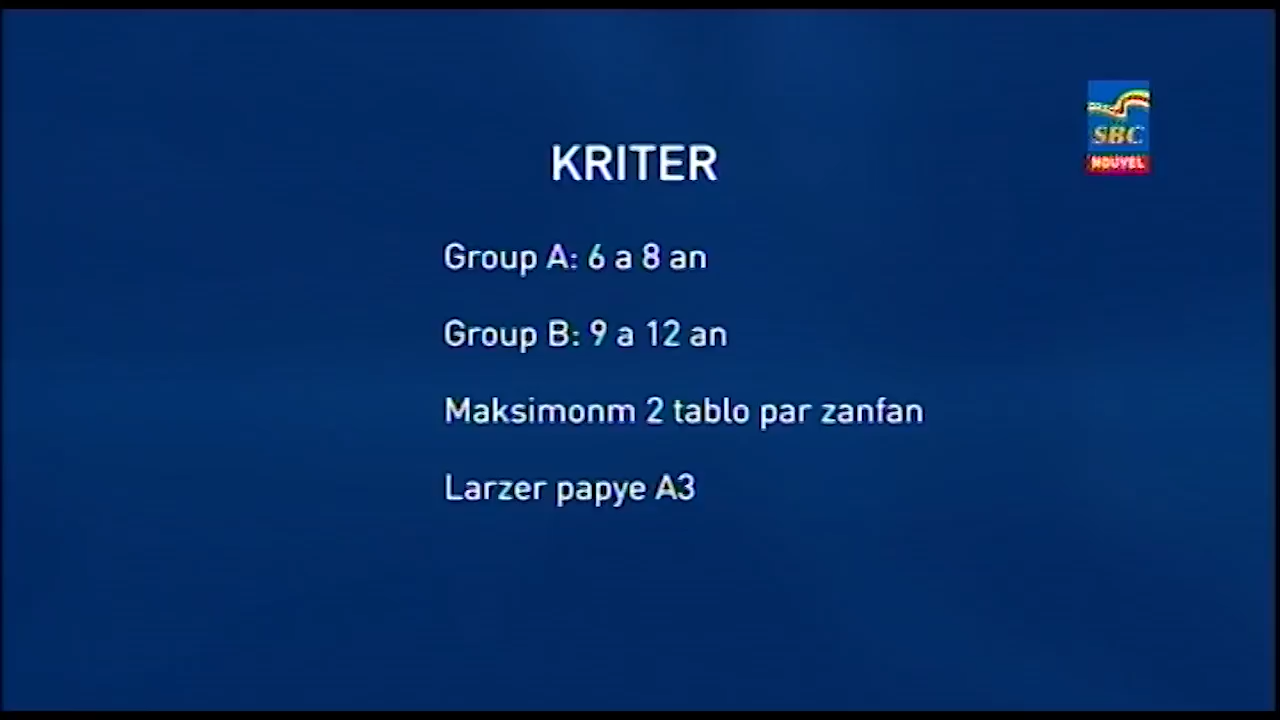 KRITER
Group A: 6 a 8 an
Group B: 9 a 12 an
Maksimonm 2 tablo par zanfan
Larzer papye A3
SBC
NOUVEL